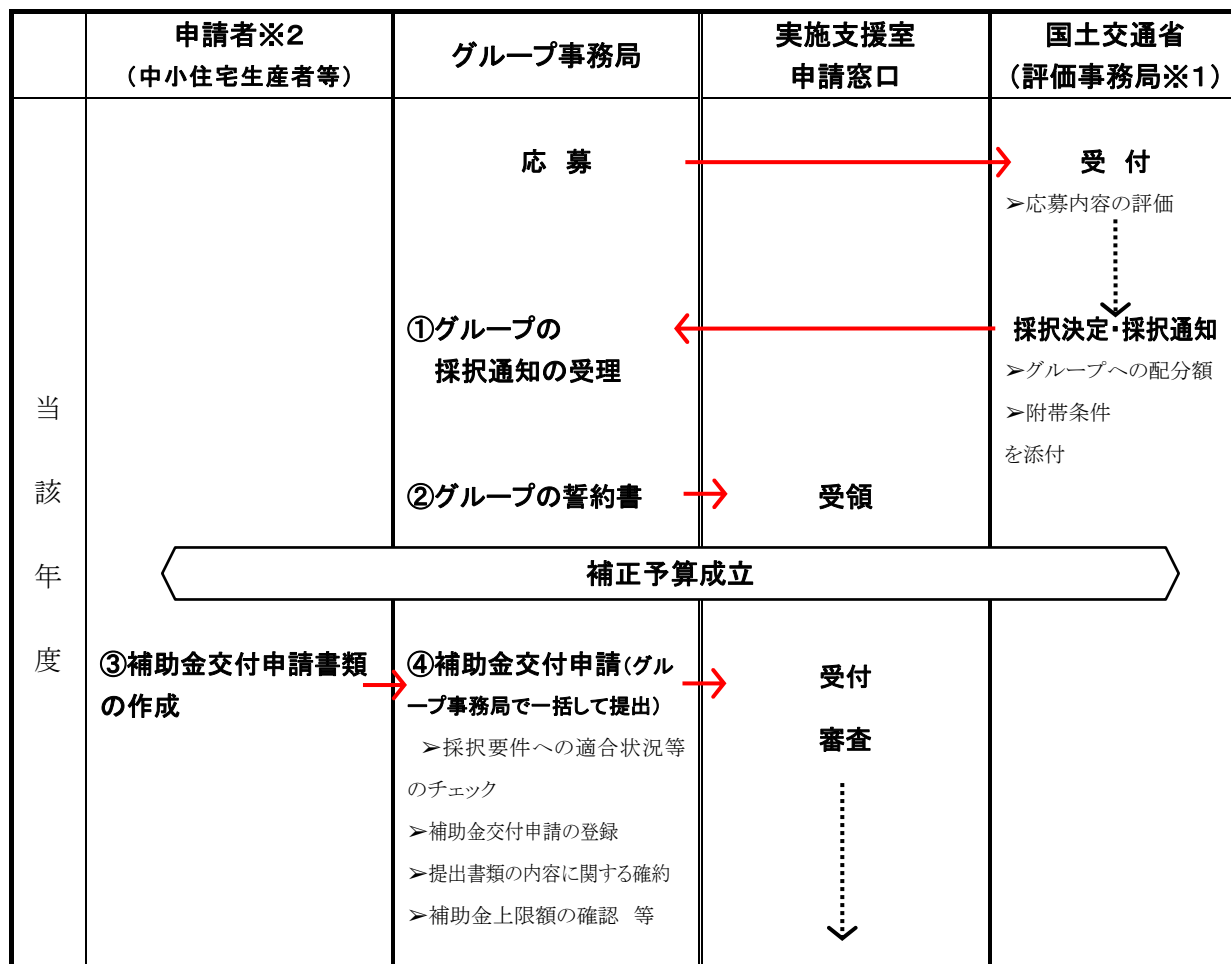 申請者※2
（中小住宅生産者等）
グループ事務局
実施支援室
申請窓口
国土交通省
（評価事務局※1）
当該年度
応 募
受 付
➢応募内容の評価
①グループの
採択通知の受理
採択決定・採択通知
➢グループへの配分額
➢附帯条件
を添付
②グループの誓約書
受領
補正予算成立
③補助金交付申請書類
の作成
④補助金交付申請（グル
ープ事務局で一括して提出）
➢採択要件への適合状況等
のチェック
➢補助金交付申請の登録
➢提出書類の内容に関する確約
➢補助金上限額の確認 等
受付
審査